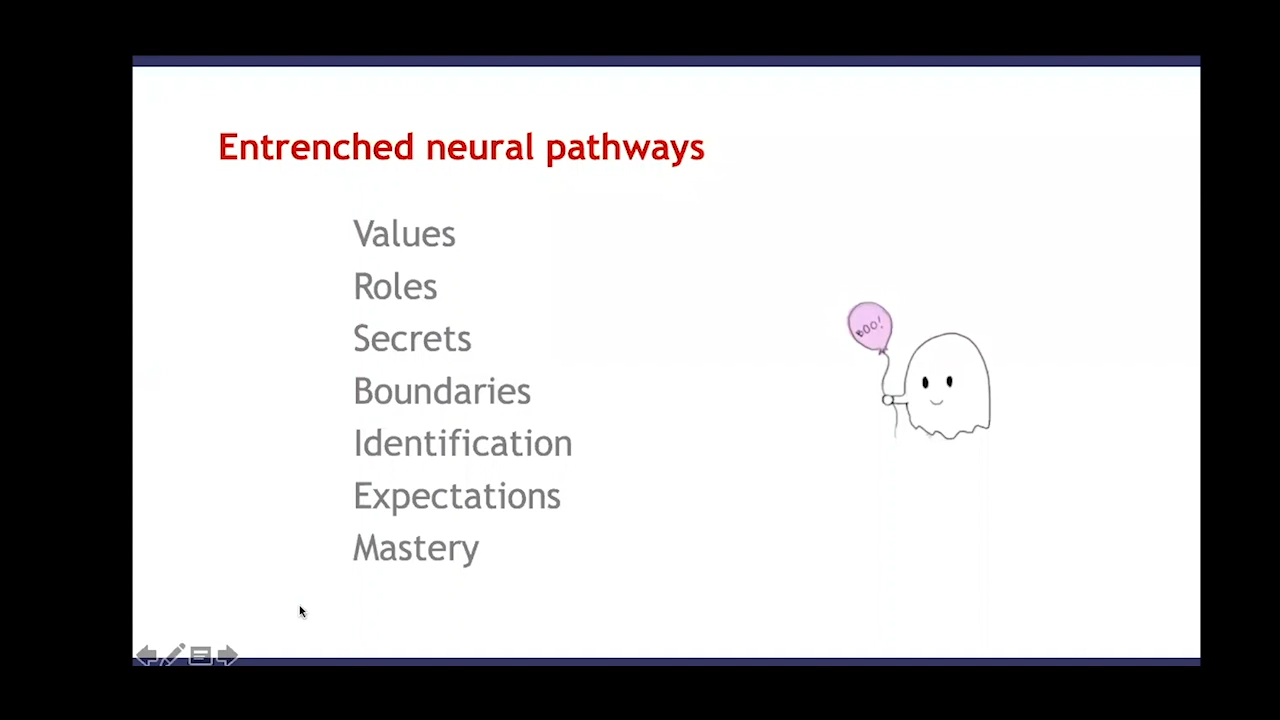 Entrenched neural pathways
Values
Roles
Secrets
Boundaries
Identification
Expectations
Mastery
BOO!